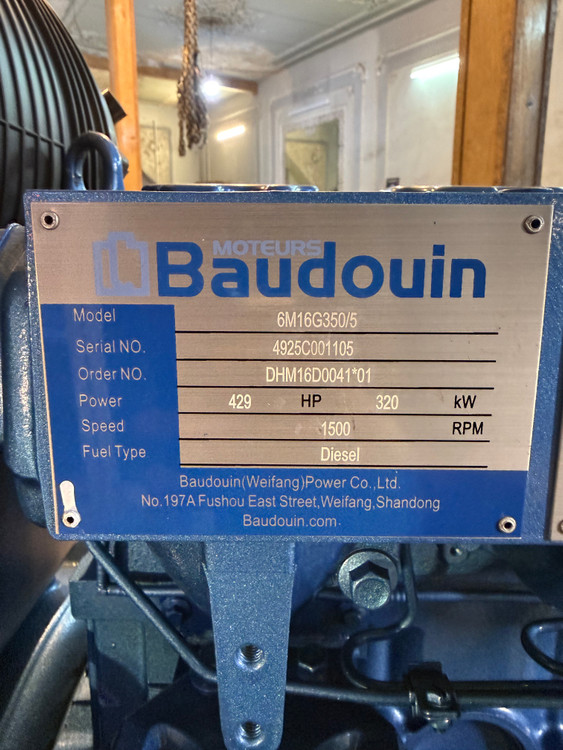 MOTEURS
Baudouin
Model 6M16G350/5
Serial NO. 4925C001105
Order NO. DHM16D0041*01
Power 429 HP 320 kW
Speed 1500 RPM
Fuel Type Diesel
Baudouin(Weifang)Power Co.,Ltd.
No.197A Fushou East Street,Weifang,Shandong
Baudouin.com